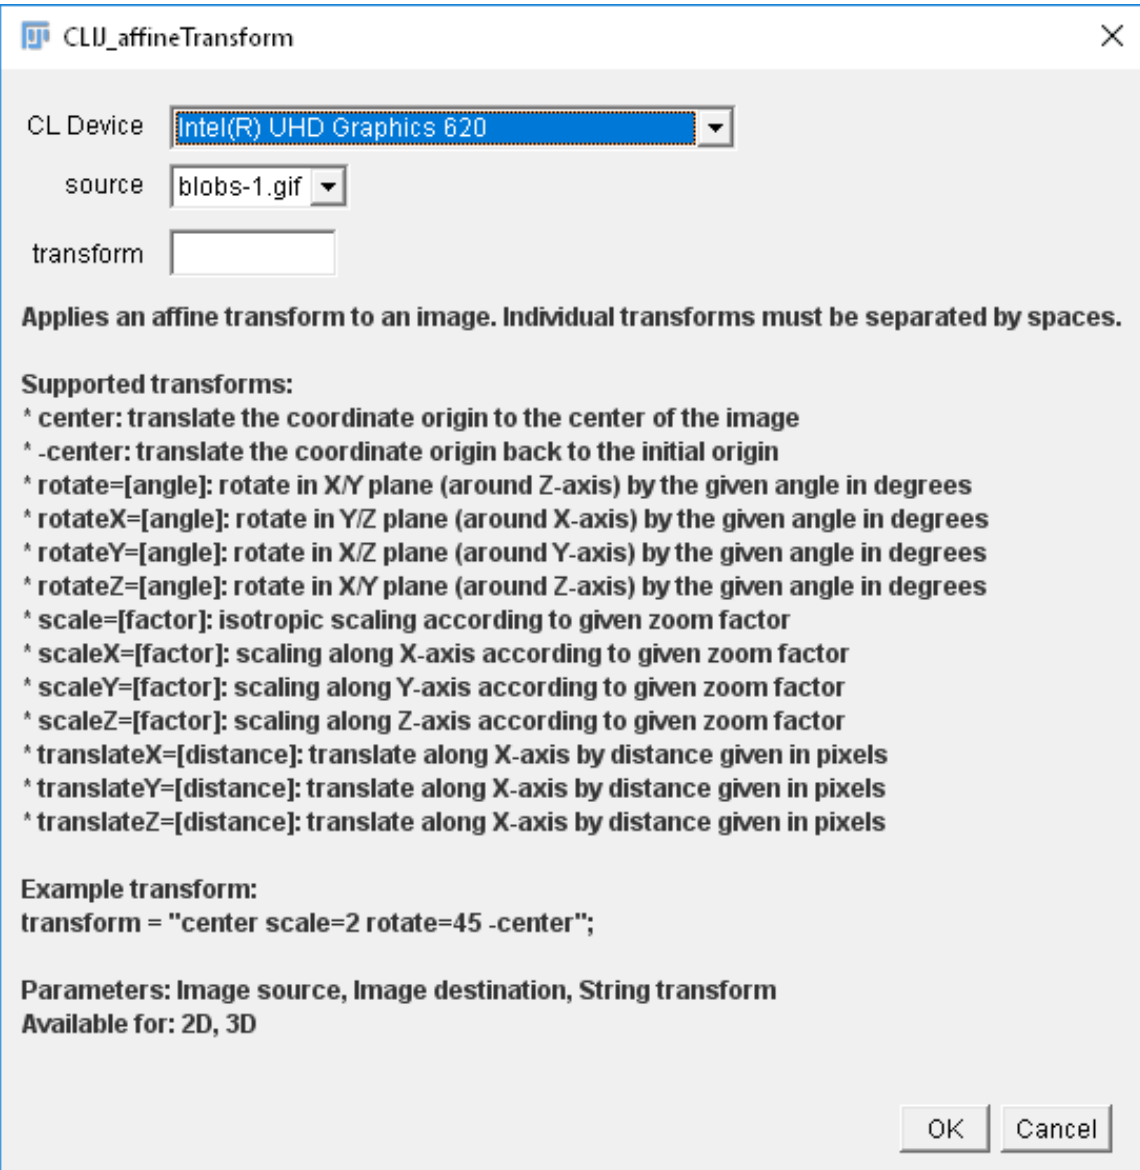 CLIJ_affineTransform
CL Device Intel(R) UHD Graphics 620
source blobs-1.gif
transform
Applies an affine transform to an image. Individual transforms must be separated by spaces.
Supported transforms:
* center: translate the coordinate origin to the center of the image
* -center: translate the coordinate origin back to the initial origin
* rotate=[angle]: rotate in X/Y plane (around Z-axis) by the given angle in degrees
* rotateX=[angle]: rotate in Y/Z plane (around X-axis) by the given angle in degrees
* rotateY=[angle]: rotate in X/Z plane (around Y-axis) by the given angle in degrees
* rotateZ=[angle]: rotate in X/Y plane (around Z-axis) by the given angle in degrees
* scale=[factor]: isotropic scaling according to given zoom factor
* scaleX=[factor]: scaling along X-axis according to given zoom factor
* scaleY=[factor]: scaling along Y-axis according to given zoom factor
* scaleZ=[factor]: scaling along Z-axis according to given zoom factor
* translateX=[distance]: translate along X-axis by distance given in pixels
* translateY=[distance]: translate along X-axis by distance given in pixels
* translateZ=[distance]: translate along X-axis by distance given in pixels
Example transform:
transform = "center scale=2 rotate=45 -center";
Parameters: Image source, Image destination, String transform
Available for: 2D, 3D
OK Cancel